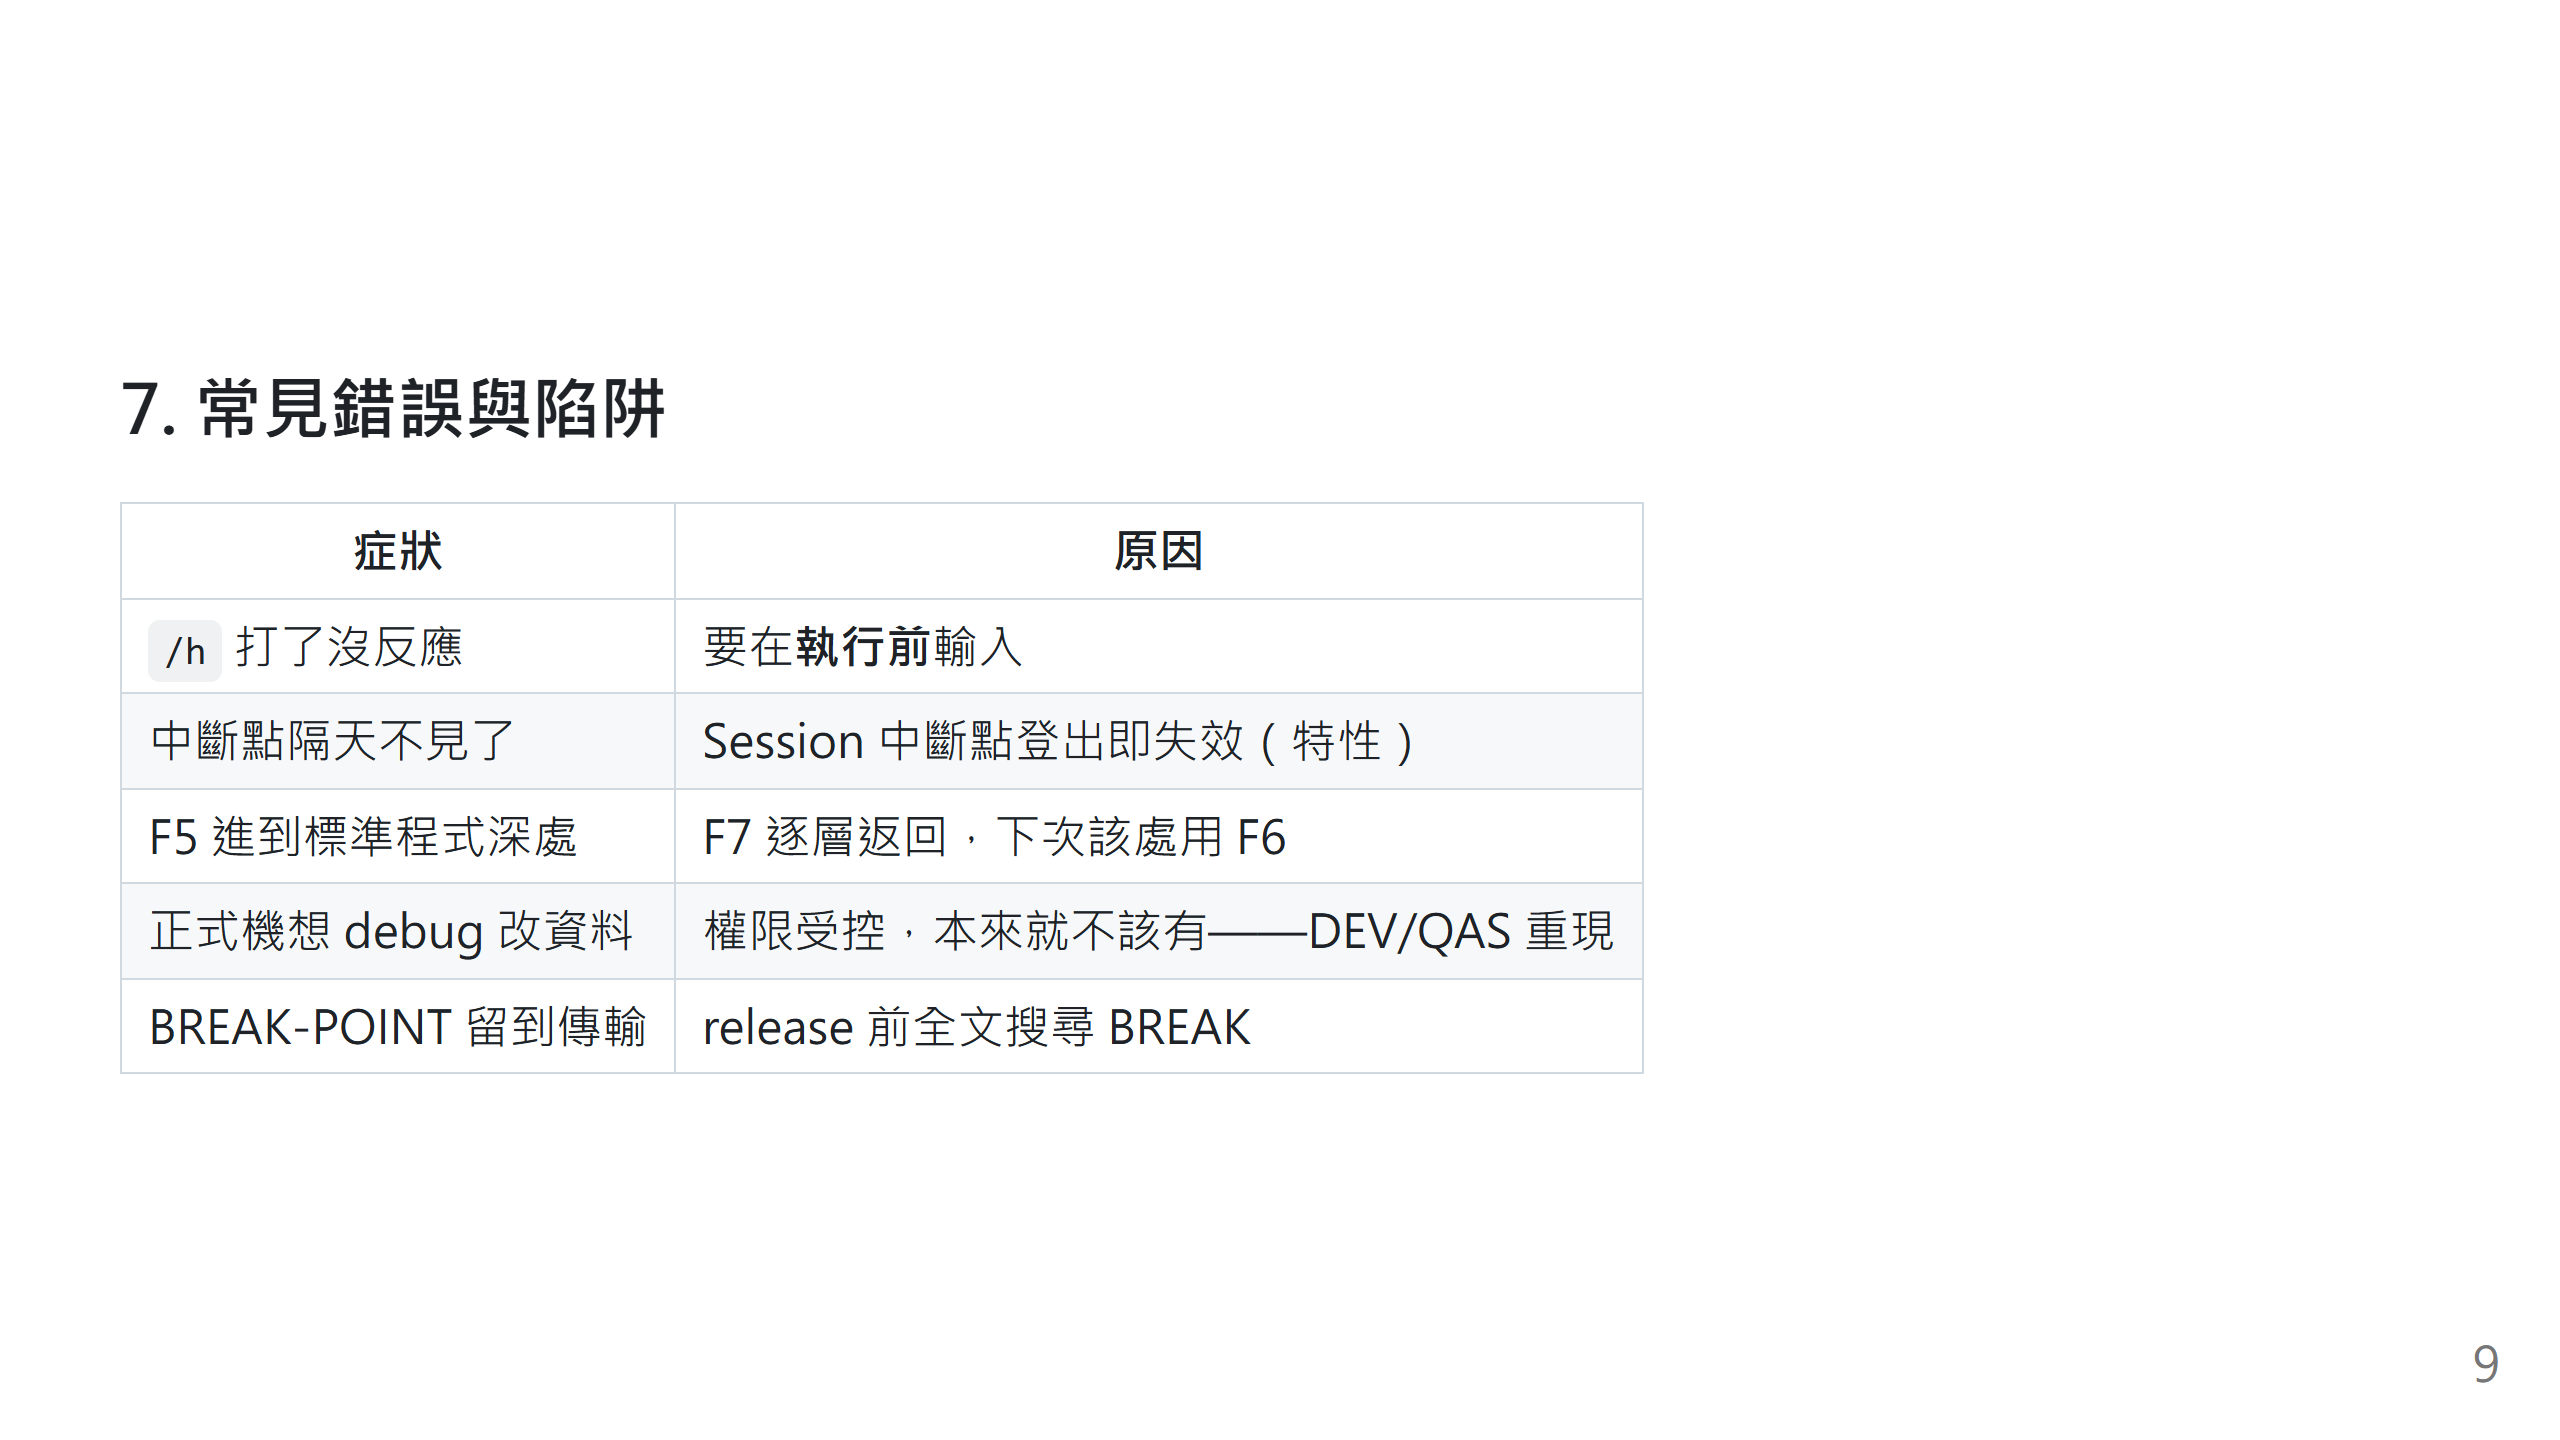 7. 常見錯誤與陷阱
症狀 原因
/h 打了沒反應 要在執行前輸入
中斷點隔天不見了 Session 中斷點登出即失效（特性）
F5 進到標準程式深處 F7 逐層返回，下次該處用 F6
正式機想 debug 改資料 權限受控，本來就不該有——DEV/QAS 重現
BREAK-POINT 留到傳輸 release 前全文搜尋 BREAK
9